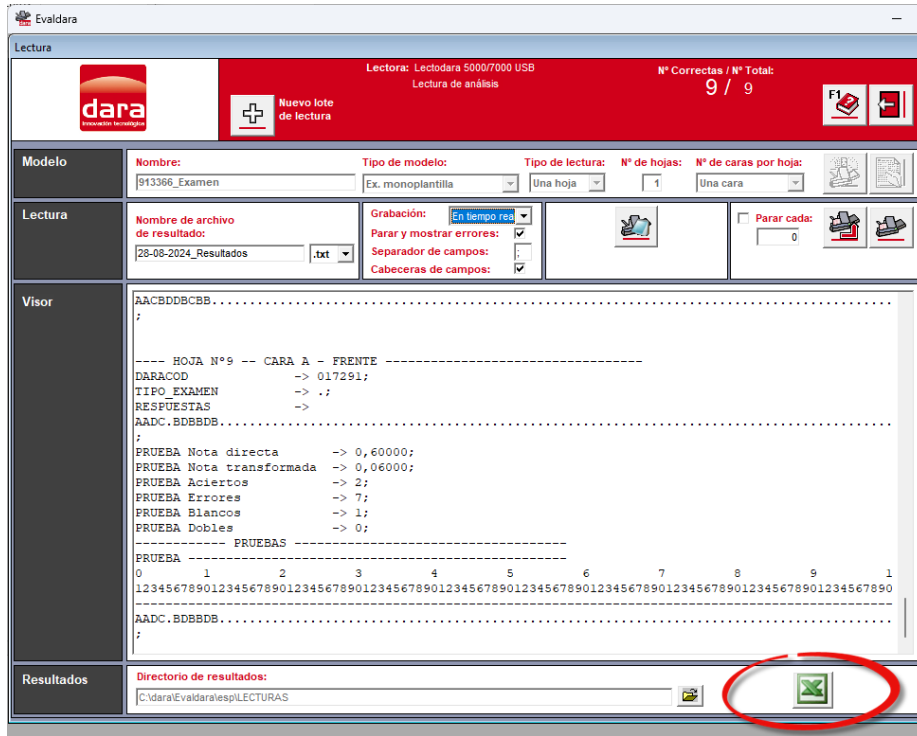 Evaldara
Lectura
dara
innovación tecnológica
Nuevo lote
de lectura
Lectora: Lectodara 5000/7000 USB
Lectura de análisis
Nº Correctas / Nº Total:
9 / 9
F1
Modelo
Nombre:
913366_Examen
Tipo de modelo:
Ex. monoplantilla
Tipo de lectura:
Una hoja
Nº de hojas:
1
Nº de caras por hoja:
Una cara
Lectura
Nombre de archivo
de resultado:
28-08-2024_Resultados
.txt
Grabación:
En tiempo rea
Parar y mostrar errores:
Separador de campos:
;
Cabeceras de campos:
Parar cada:
0
Visor
AACBDDBCBB..........................................................................................
;
---- HOJA Nº9 -- CARA A - FRENTE ----------------------------------
DARACOD -> 017291;
TIPO_EXAMEN -> .;
RESPUESTAS ->
AADC.BDBBDB.........................................................................................
;
PRUEBA Nota directa -> 0,60000;
PRUEBA Nota transformada -> 0,06000;
PRUEBA Aciertos -> 2;
PRUEBA Errores -> 7;
PRUEBA Blancos -> 1;
PRUEBA Dobles -> 0;
------------ PRUEBAS ------------------------------------
PRUEBA --------------------------------------------------
0 1 2 3 4 5 6 7 8 9 1
1234567890123456789012345678901234567890123456789012345678901234567890123456789012345678901234567890
----------------------------------------------------------------------------------------------------
AADC.BDBBDB.........................................................................................
;
Resultados
Directorio de resultados:
C:\dara\Evaldara\esp\LECTURAS